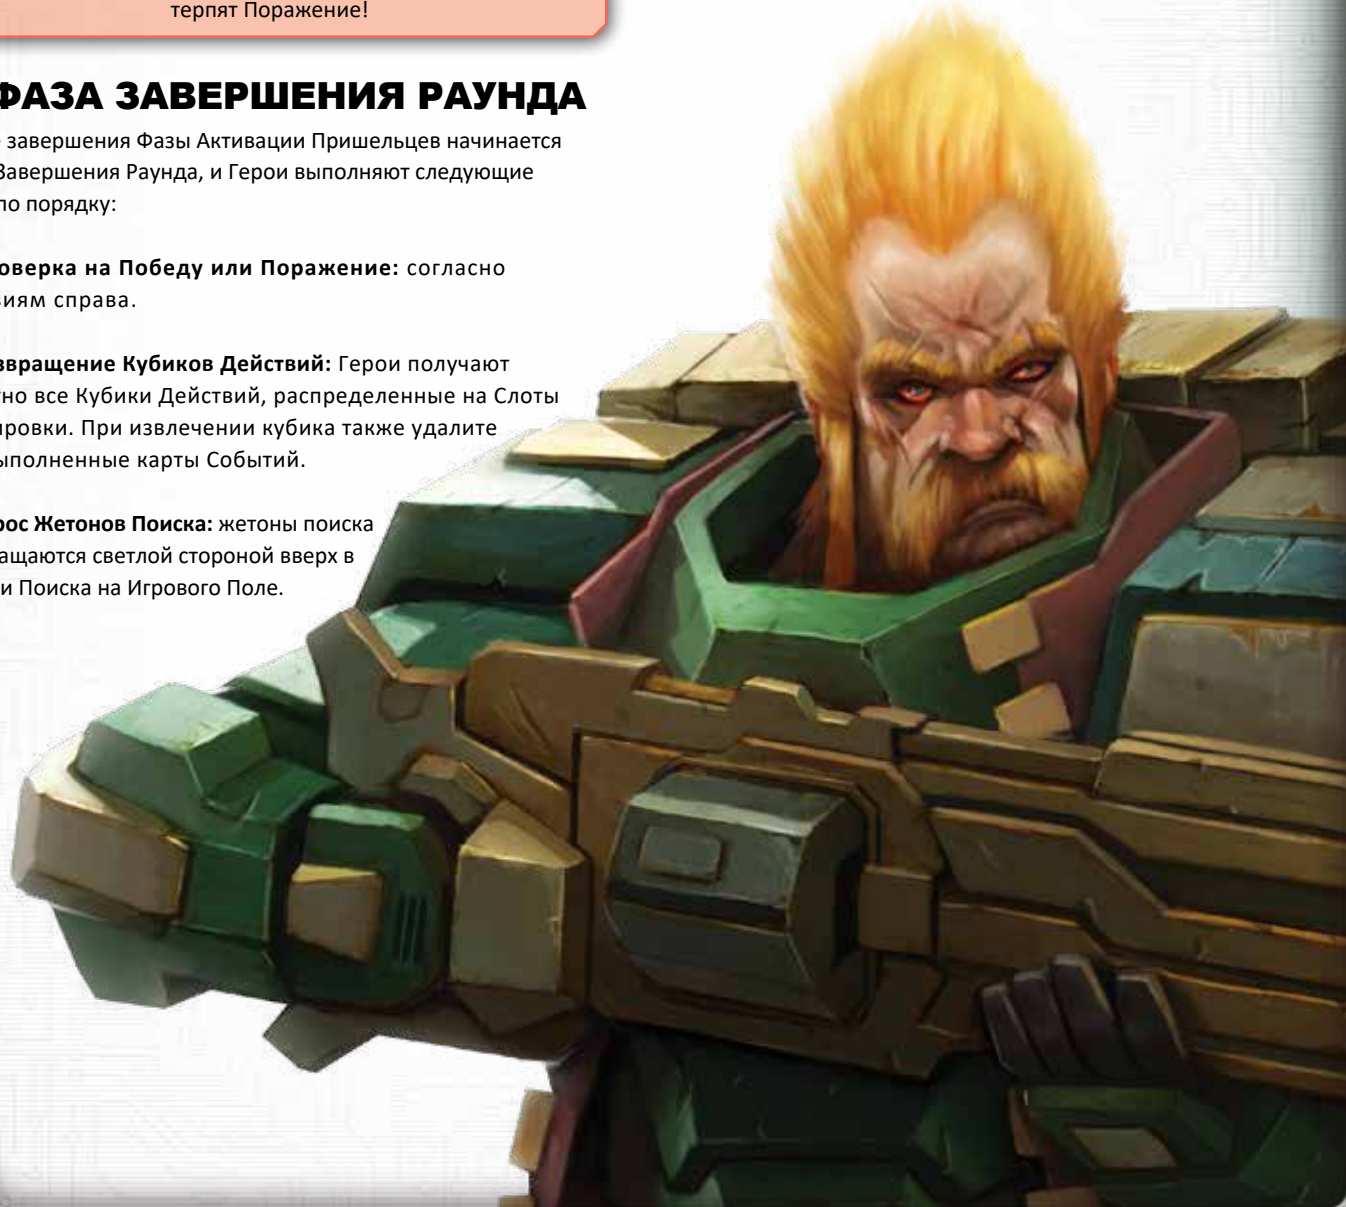 терпят Поражение!
ФАЗА ЗАВЕРШЕНИЯ РАУНДА
завершения Фазы Активации Пришельцев начинается
Завершения Раунда, и Герои выполняют следующие
по порядку:
оверка на Победу или Поражение: согласно
виям справа.
звращение Кубиков Действий: Герои получают
тно все Кубики Действий, распределенные на Слоты
ировки. При извлечении кубика также удалите
ыполненные карты Событий.
рос Жетонов Поиска: жетоны поиска
ащаются светлой стороной вверх в
и Поиска на Игрового Поле.